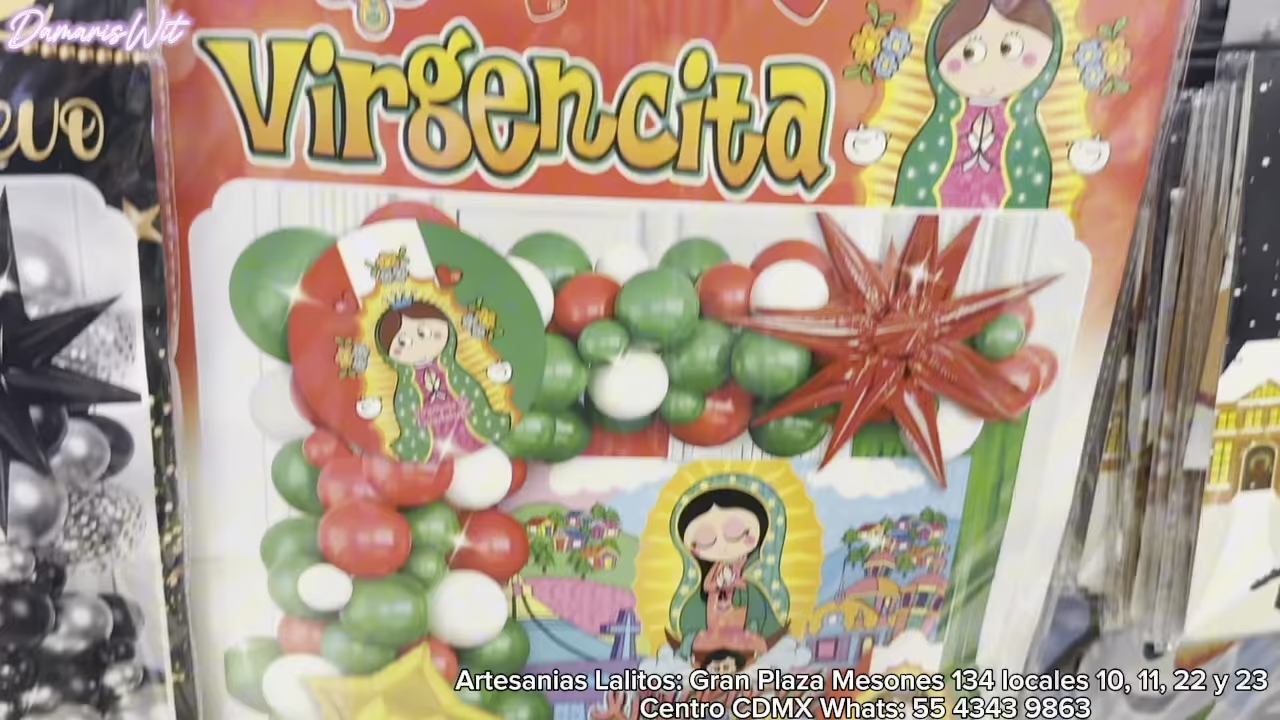 DamarisWit
Virgencita
evo
Artesanias Lalitos: Gran Plaza Mesones 134 locales 10, 11, 22 y 23
Centro CDMX Whats: 55 4343 9863